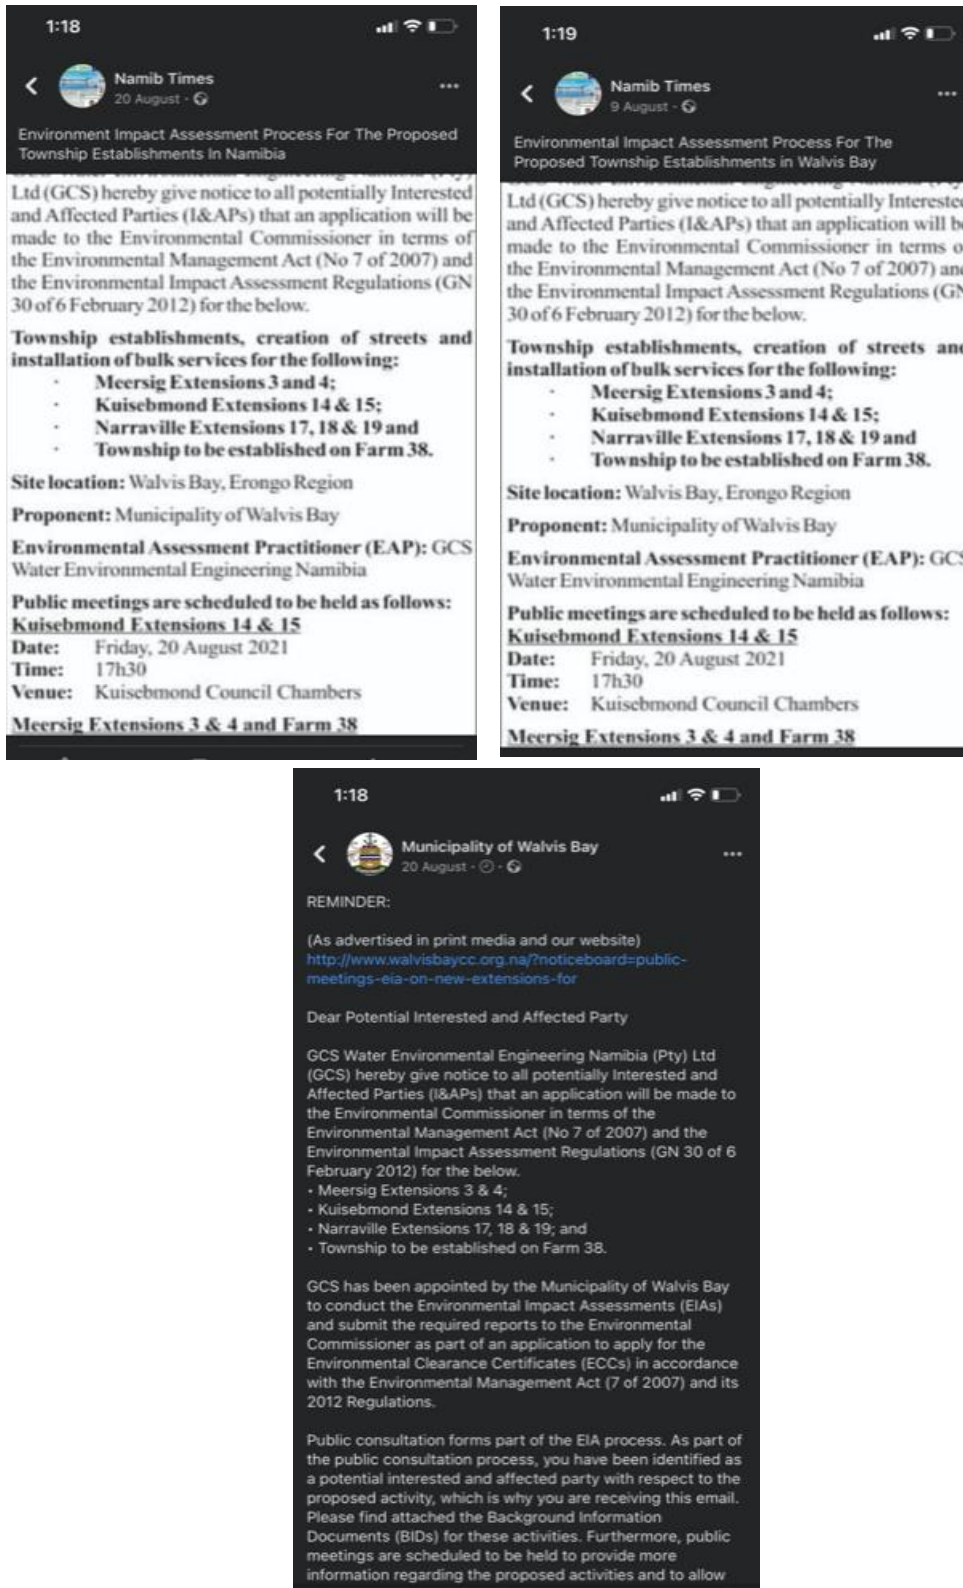 1:18
Namib Times
20 August
Environment Impact Assessment Process For The Proposed
Township Establishments In Namibia
Ltd (GCS) hereby give notice to all potentially Interested
and Affected Parties (I&APs) that an application will be
made to the Environmental Commissioner in terms of
the Environmental Management Act (No 7 of 2007) and
the Environmental Impact Assessment Regulations (GN
30 of 6 February 2012) for the below.
Township establishments, creation of streets and
installation of bulk services for the following:
· Meersig Extensions 3 and 4;
· Kuisebmond Extensions 14 & 15;
· Narraville Extensions 17, 18 & 19 and
· Township to be established on Farm 38.
Site location: Walvis Bay, Erongo Region
Proponent: Municipality of Walvis Bay
Environmental Assessment Practitioner (EAP): GCS
Water Environmental Engineering Namibia
Public meetings are scheduled to be held as follows:
Kuisebmond Extensions 14 & 15
Date: Friday, 20 August 2021
Time: 17h30
Venue: Kuisebmond Council Chambers
Meersig Extensions 3 & 4 and Farm 38
1:19
Namib Times
9 August
Environmental Impact Assessment Process For The
Proposed Township Establishments in Walvis Bay
Ltd (GCS) hereby give notice to all potentially Interested
and Affected Parties (I&APs) that an application will be
made to the Environmental Commissioner in terms o
the Environmental Management Act (No 7 of 2007) and
the Environmental Impact Assessment Regulations (GN
30 of 6 February 2012) for the below.
Township establishments, creation of streets and
installation of bulk services for the following:
· Meersig Extensions 3 and 4;
· Kuisebmond Extensions 14 & 15;
· Narraville Extensions 17, 18 & 19 and
· Township to be established on Farm 38.
Site location: Walvis Bay, Erongo Region
Proponent: Municipality of Walvis Bay
Environmental Assessment Practitioner (EAP): GCS
Water Environmental Engineering Namibia
Public meetings are scheduled to be held as follows:
Kuisebmond Extensions 14 & 15
Date: Friday, 20 August 2021
Time: 17h30
Venue: Kuisebmond Council Chambers
Meersig Extensions 3 & 4 and Farm 38
1:18
Municipality of Walvis Bay
20 August
REMINDER:
(As advertised in print media and our website)
http://www.walvisbaycc.org.na/?noticeboard=public-
meetings-eia-on-new-extensions-for
Dear Potential Interested and Affected Party
GCS Water Environmental Engineering Namibia (Pty) Ltd
(GCS) hereby give notice to all potentially Interested and
Affected Parties (I&APs) that an application will be made to
the Environmental Commissioner in terms of the
Environmental Management Act (No 7 of 2007) and the
Environmental Impact Assessment Regulations (GN 30 of 6
February 2012) for the below.
• Meersig Extensions 3 & 4;
• Kuisebmond Extensions 14 & 15;
• Narraville Extensions 17, 18 & 19; and
• Township to be established on Farm 38.
GCS has been appointed by the Municipality of Walvis Bay
to conduct the Environmental Impact Assessments (EIAs)
and submit the required reports to the Environmental
Commissioner as part of an application to apply for the
Environmental Clearance Certificates (ECCs) in accordance
with the Environmental Management Act (7 of 2007) and its
2012 Regulations.
Public consultation forms part of the EIA process. As part of
the public consultation process, you have been identified as
a potential interested and affected party with respect to the
proposed activity, which is why you are receiving this email.
Please find attached the Background Information
Documents (BIDs) for these activities. Furthermore, public
meetings are scheduled to be held to provide more
information regarding the proposed activities and to allow